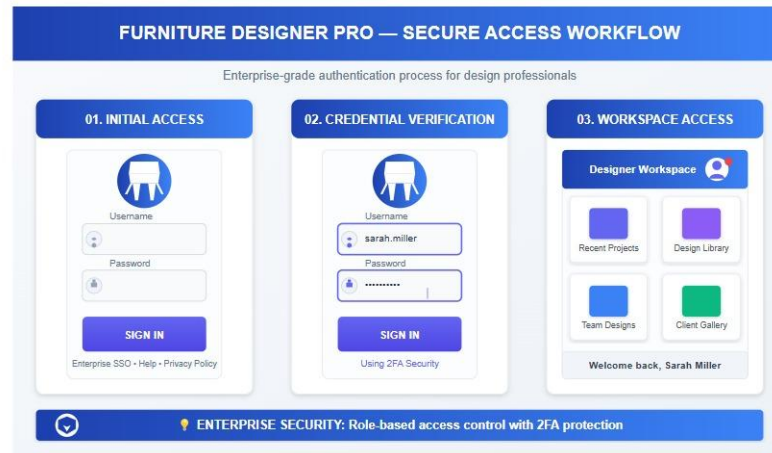 FURNITURE DESIGNER PRO — SECURE ACCESS WORKFLOW
Enterprise-grade authentication process for design professionals
01. INITIAL ACCESS
Username
Password
SIGN IN
Enterprise SSO • Help • Privacy Policy
02. CREDENTIAL VERIFICATION
Username
sarah.miller
Password
••••••••••
SIGN IN
Using 2FA Security
03. WORKSPACE ACCESS
Designer Workspace
Recent Projects
Design Library
Team Designs
Client Gallery
Welcome back, Sarah Miller
ENTERPRISE SECURITY: Role-based access control with 2FA protection